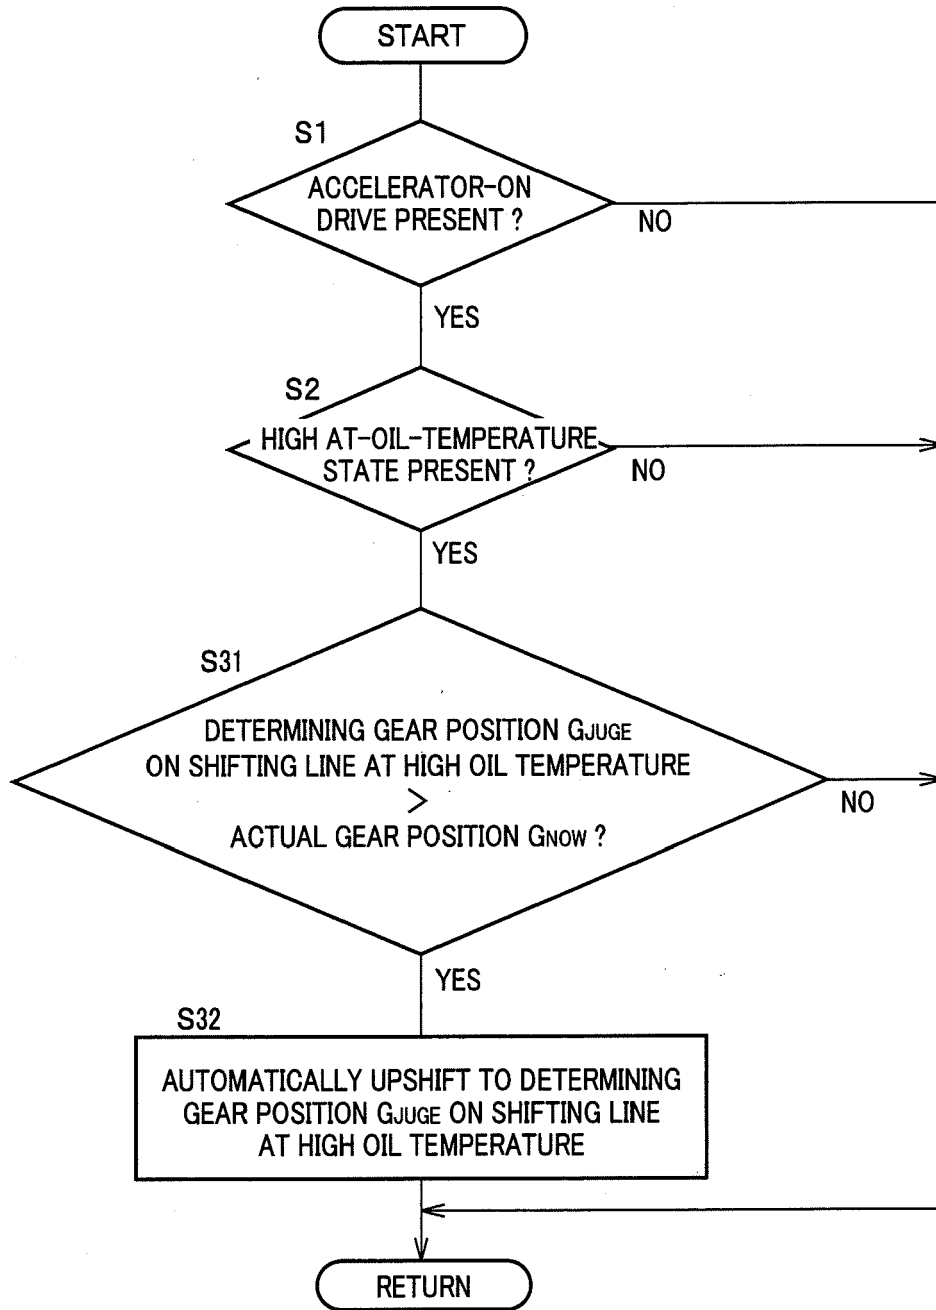 START
S1
ACCELERATOR-ON
DRIVE PRESENT ?
NO
YES
S2
HIGH AT-OIL-TEMPERATURE
STATE PRESENT ?
NO
YES
S31
DETERMINING GEAR POSITION GJUGE
ON SHIFTING LINE AT HIGH OIL TEMPERATURE
>
ACTUAL GEAR POSITION GNOW ?
NO
YES
S32
AUTOMATICALLY UPSHIFT TO DETERMINING
GEAR POSITION GJUGE ON SHIFTING LINE
AT HIGH OIL TEMPERATURE
RETURN